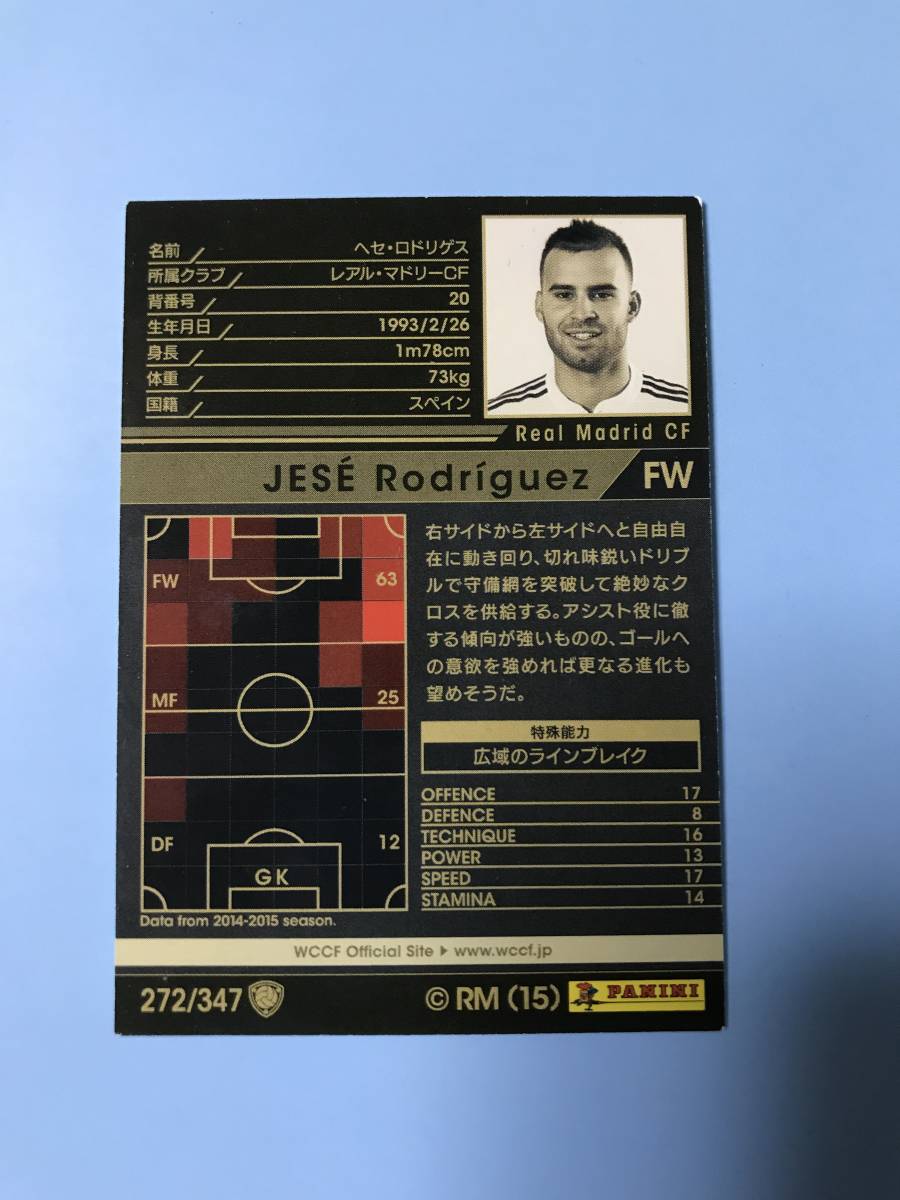 名前 ヘセ・ロドリゲス
所属クラブ レアル・マドリーCF
背番号 20
生年月日 1993/2/26
身長 1m78cm
体重 73kg
国籍 スペイン
Real Madrid CF
JESÉ Rodríguez FW
FW 63
MF 25
DF 12
GK
Data from 2014-2015 season.
右サイドから左サイドへと自由自
在に動き回り、切れ味鋭いドリブ
ルで守備網を突破して絶妙なク
ロスを供給する。アシスト役に徹
する傾向が強いものの、ゴールへ
の意欲を強めれば更なる進化も
望めそうだ。
特殊能力
広域のラインブレイク
OFFENCE 17
DEFENCE 8
TECHNIQUE 16
POWER 13
SPEED 17
STAMINA 14
WCCF Official Site ▶ www.wccf.jp
272/347
© RM (15) PANINI